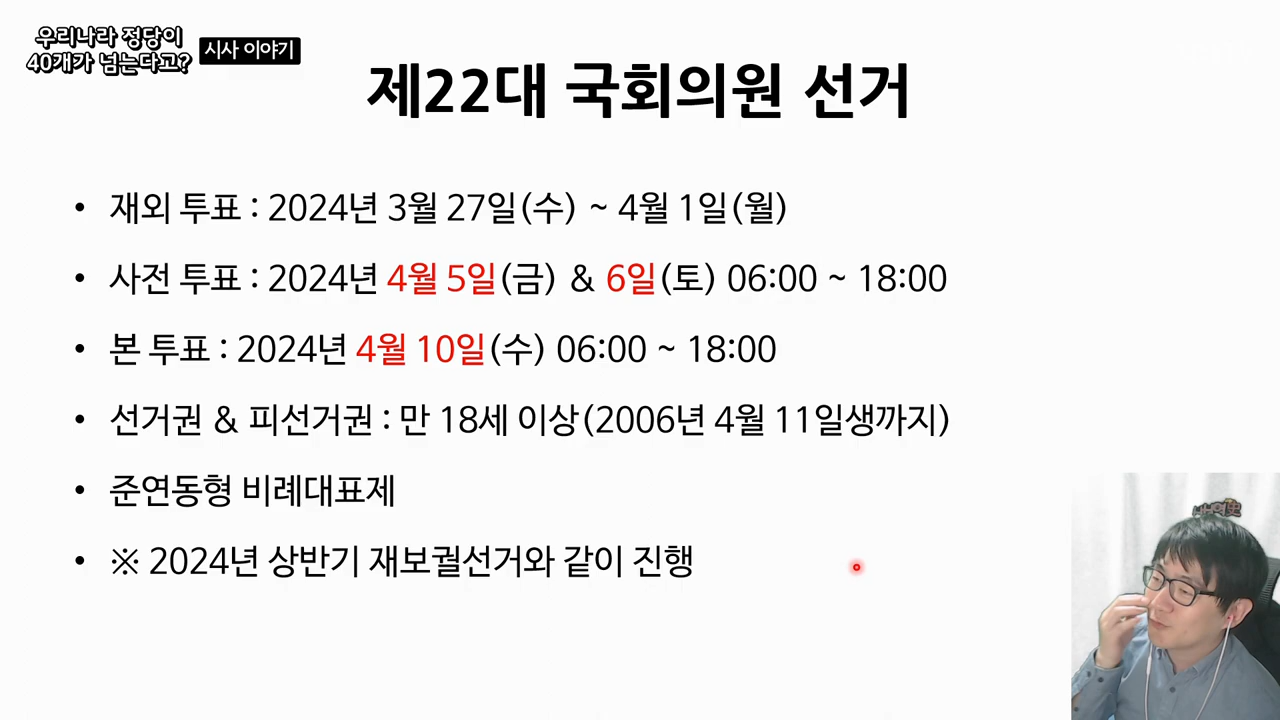 우리나라 정당이
40개가 넘는다고?
시사 이야기
제22대 국회의원 선거
• 재외 투표 : 2024년 3월 27일(수) ~ 4월 1일(월)
• 사전 투표 : 2024년 4월 5일(금) & 6일(토) 06:00 ~ 18:00
• 본 투표 : 2024년 4월 10일(수) 06:00 ~ 18:00
• 선거권 & 피선거권 : 만 18세 이상(2006년 4월 11일생까지)
• 준연동형 비례대표제
• ※ 2024년 상반기 재보궐선거와 같이 진행